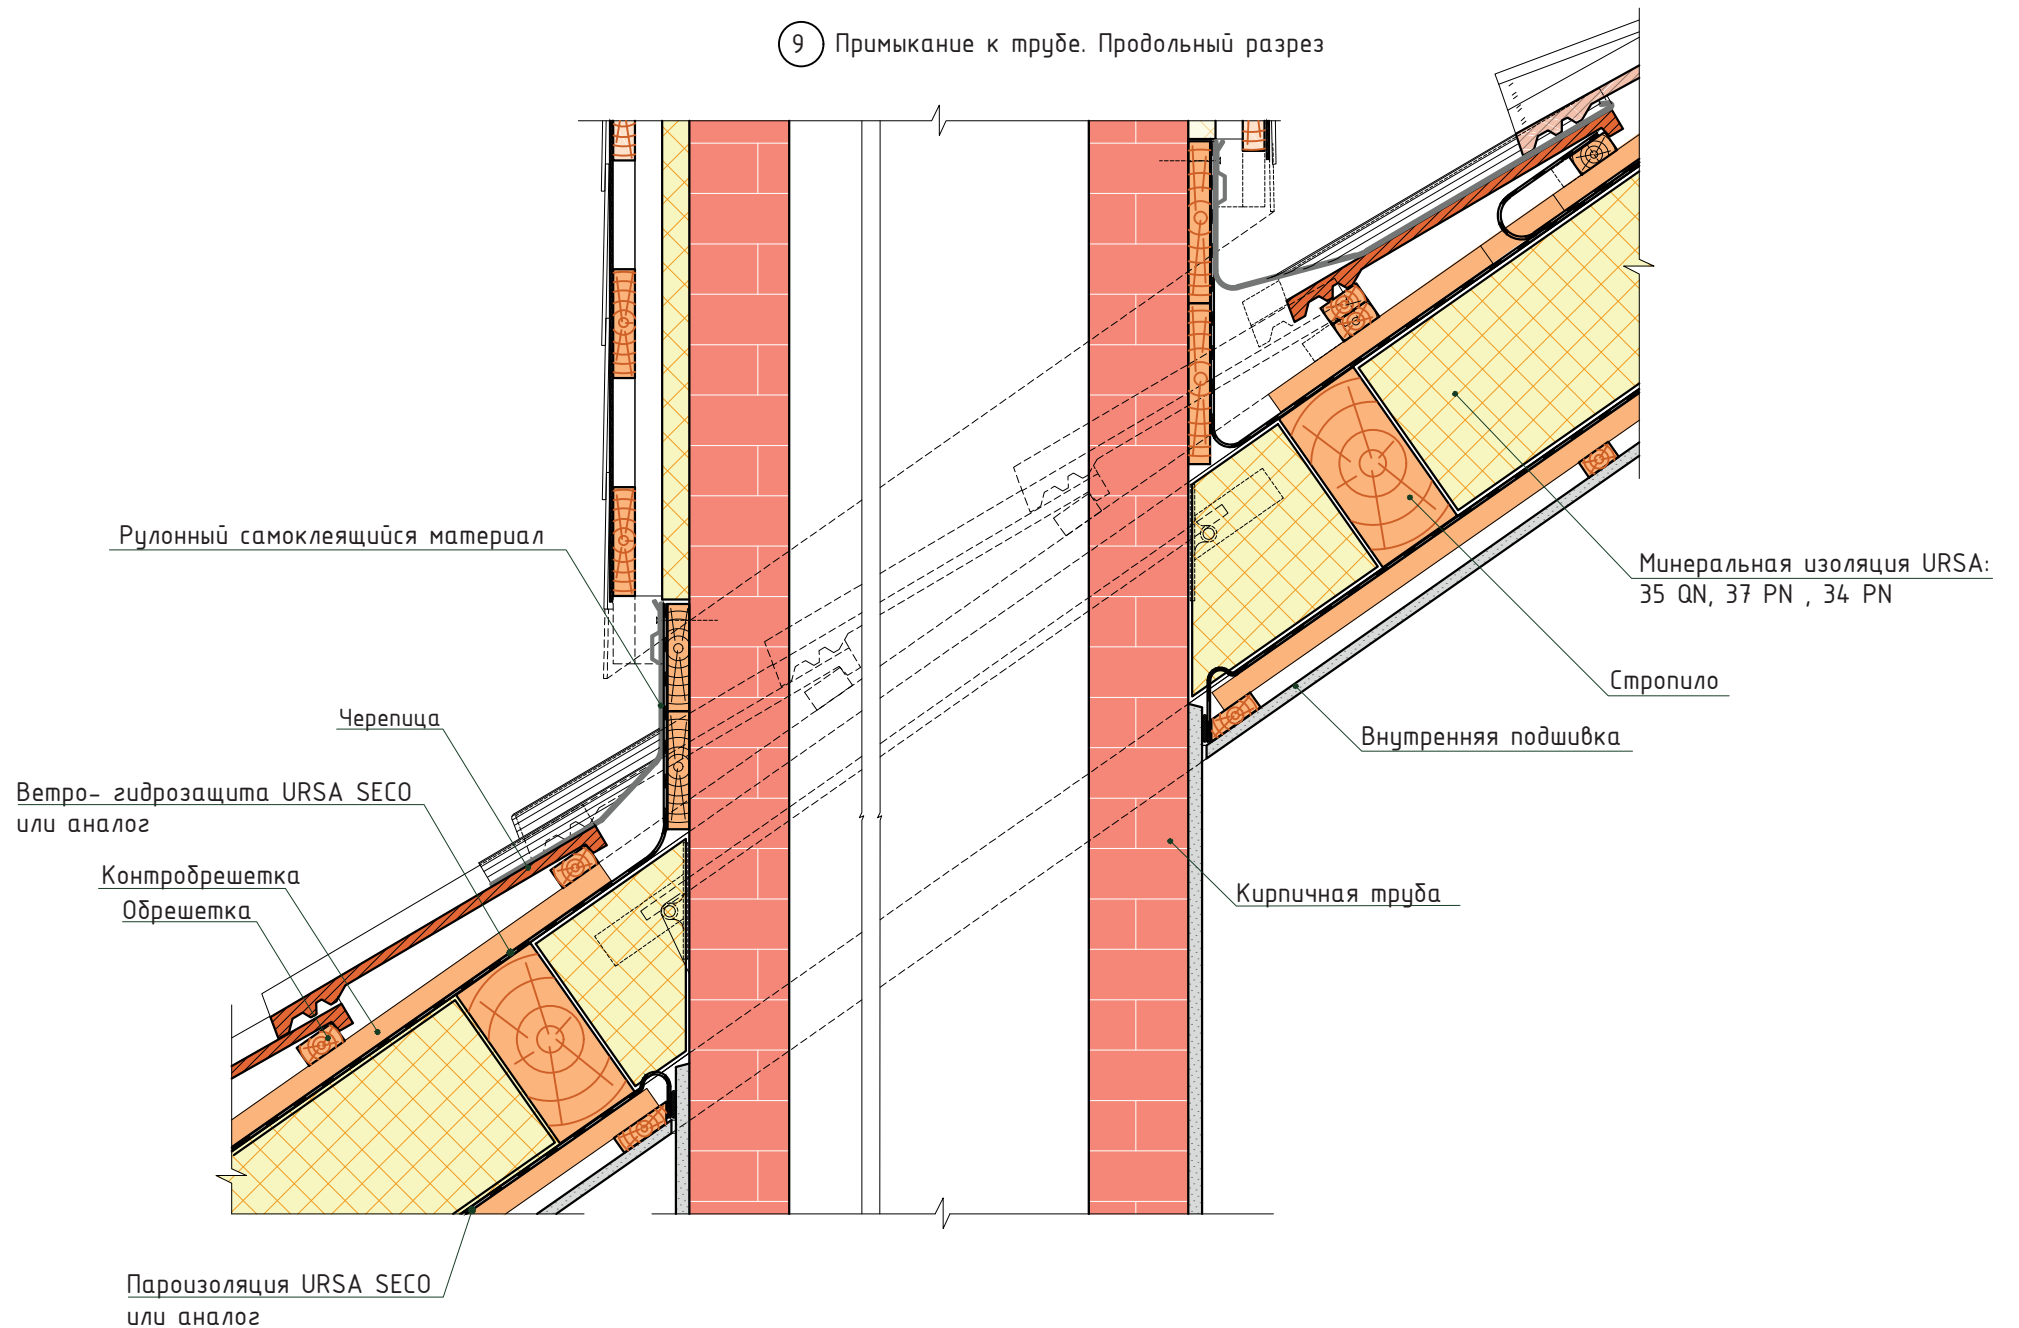 9 Примыкание к трубе. Продольный разрез
Рулонный самоклеящийся материал
Черепица
Ветро- гидрозащита URSA SECO
или аналог
Контробрешетка
Обрешетка
Пароизоляция URSA SECO
или аналог
Минеральная изоляция URSA:
35 QN, 37 PN , 34 PN
Стропило
Внутренняя подшивка
Кирпичная труба